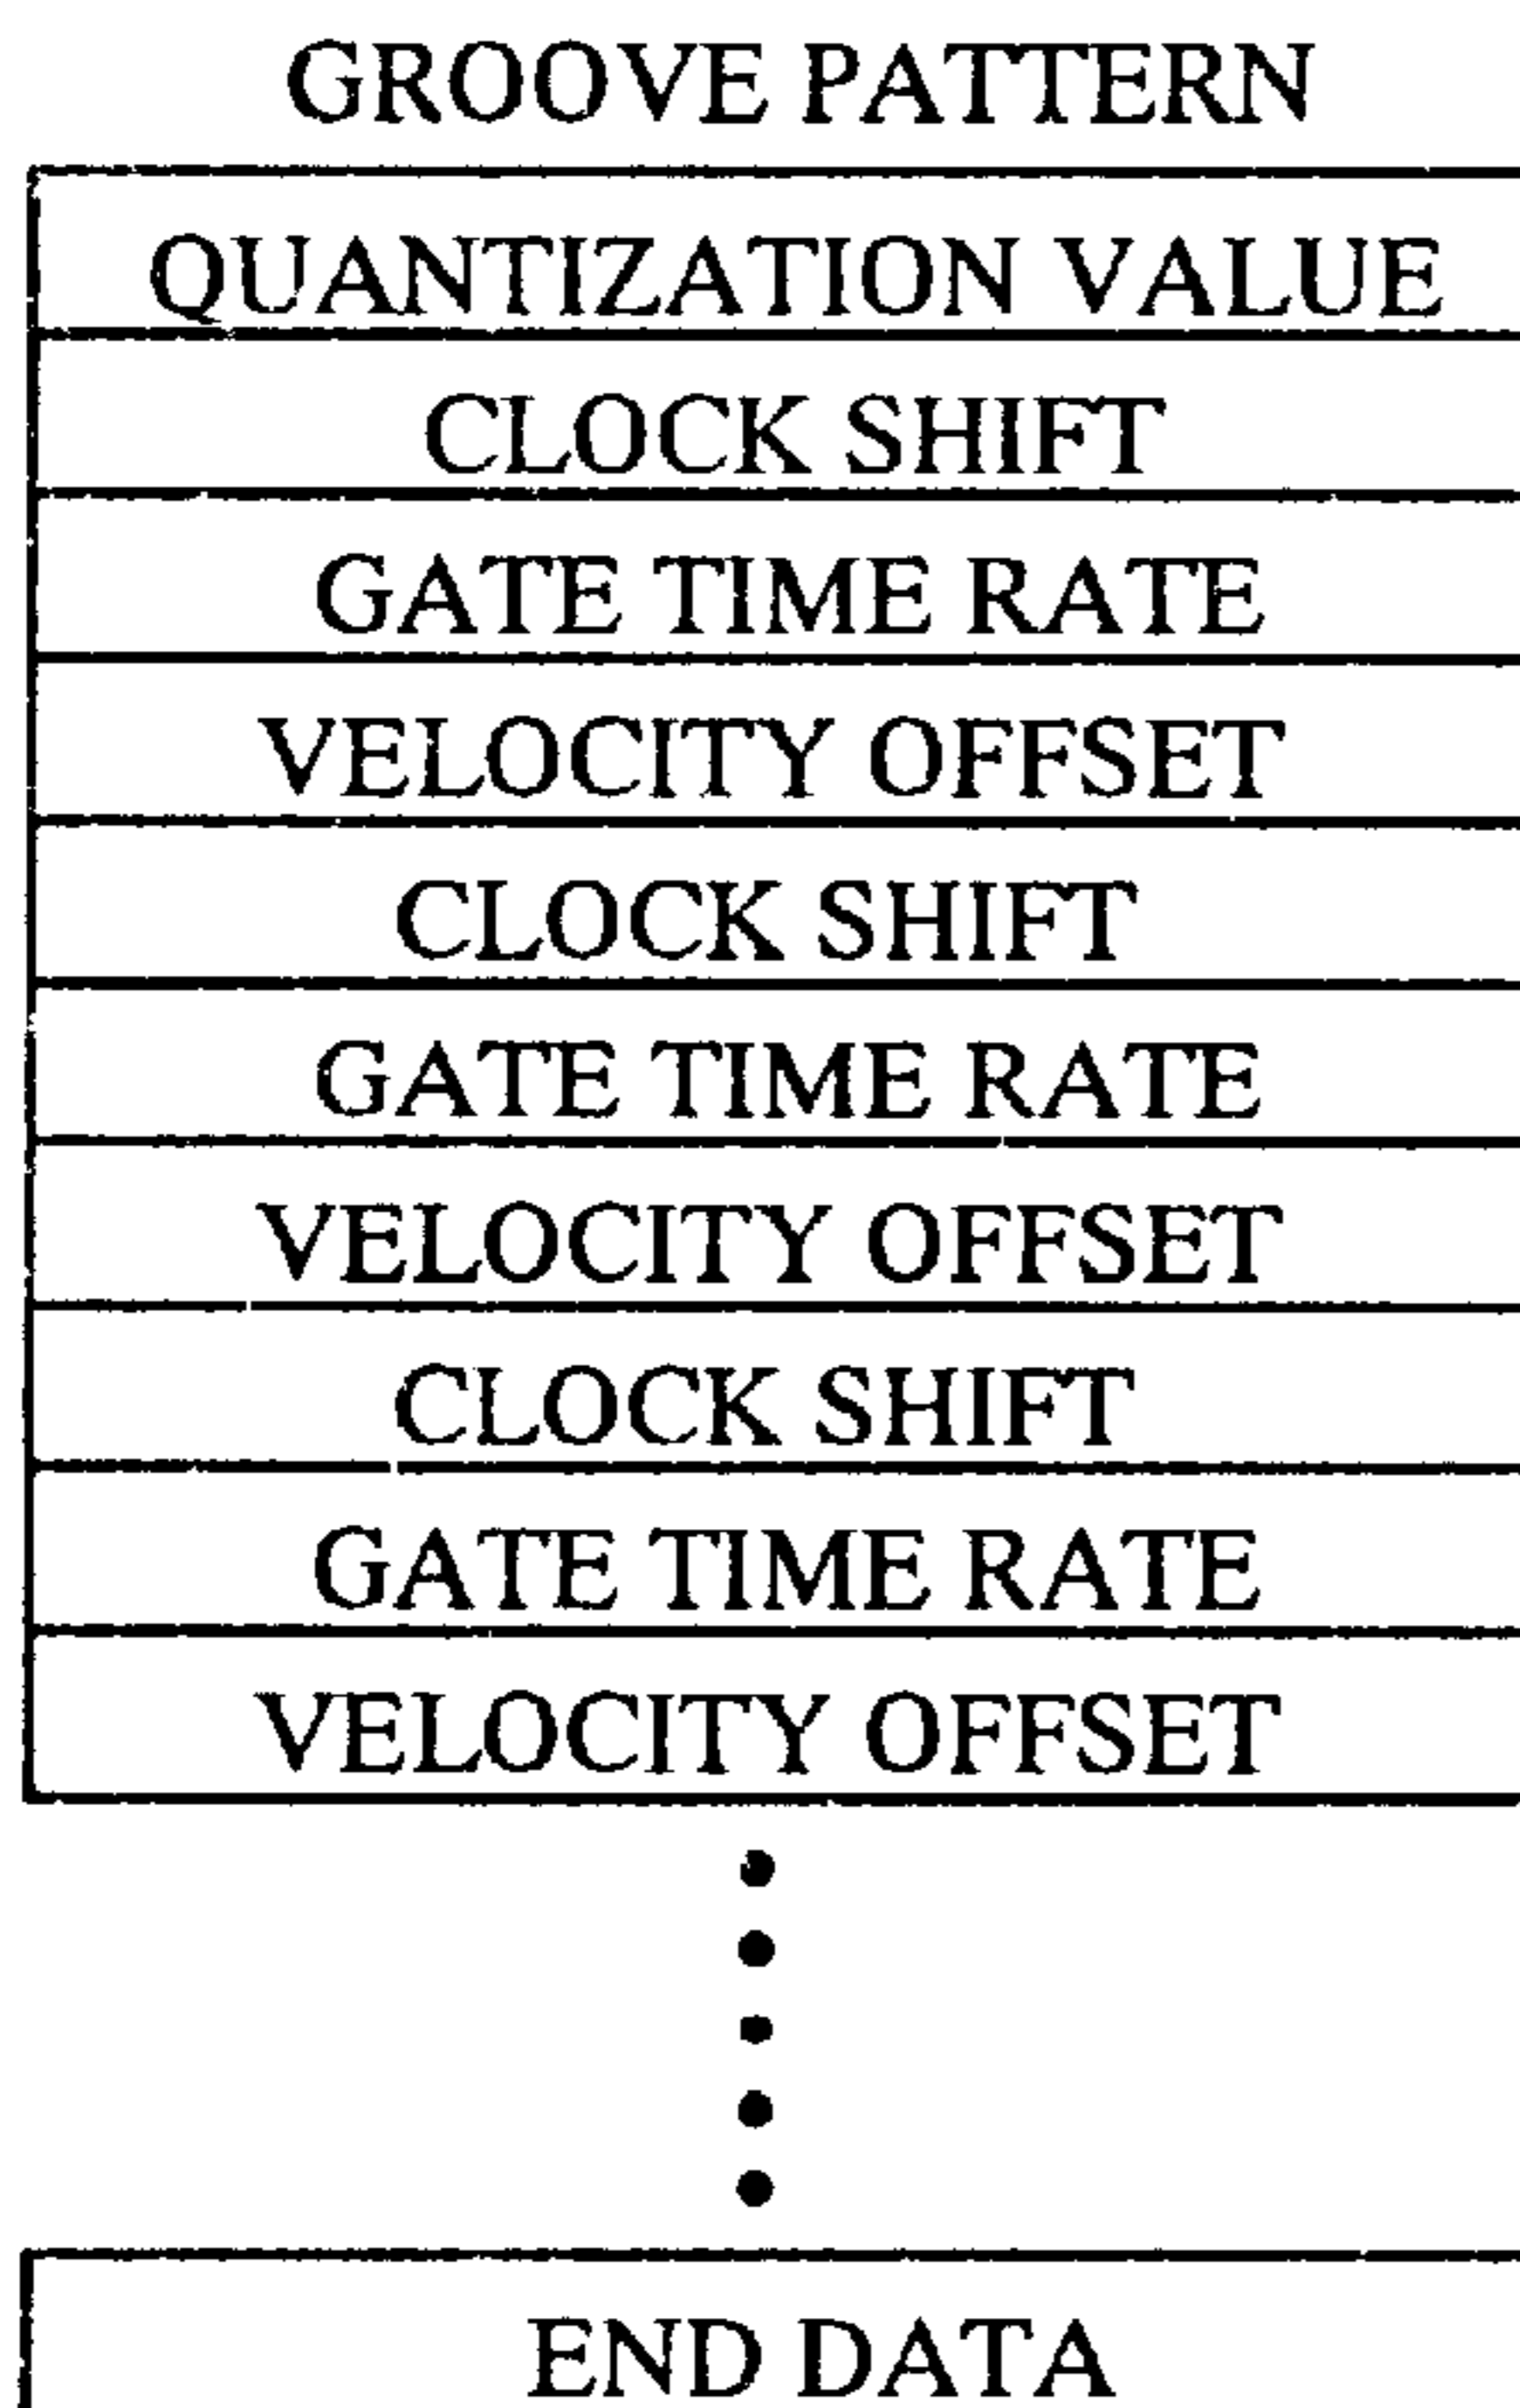 GROOVE PATTERN
QUANTIZATION VALUE
CLOCK SHIFT
GATE TIME RATE
VELOCITY OFFSET
CLOCK SHIFT
GATE TIME RATE
VELOCITY OFFSET
CLOCK SHIFT
GATE TIME RATE
VELOCITY OFFSET
END DATA